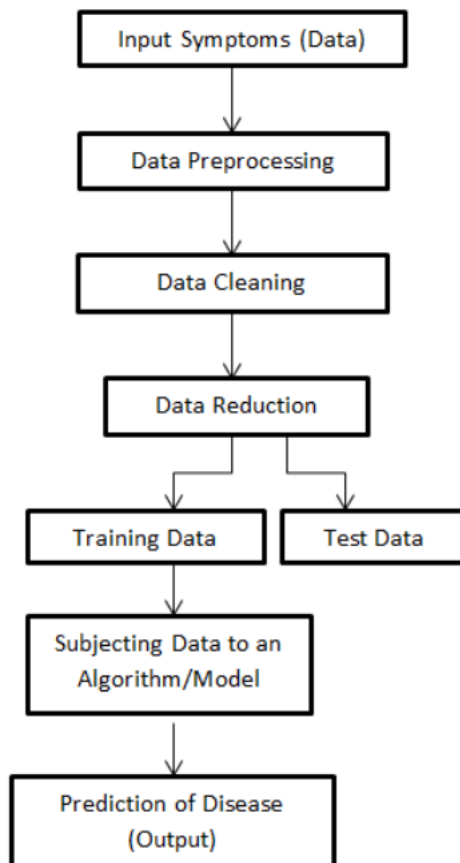 Input Symptoms (Data)
Data Preprocessing
Data Cleaning
Data Reduction
Training Data
Test Data
Subjecting Data to an
Algorithm/Model
Prediction of Disease
(Output)